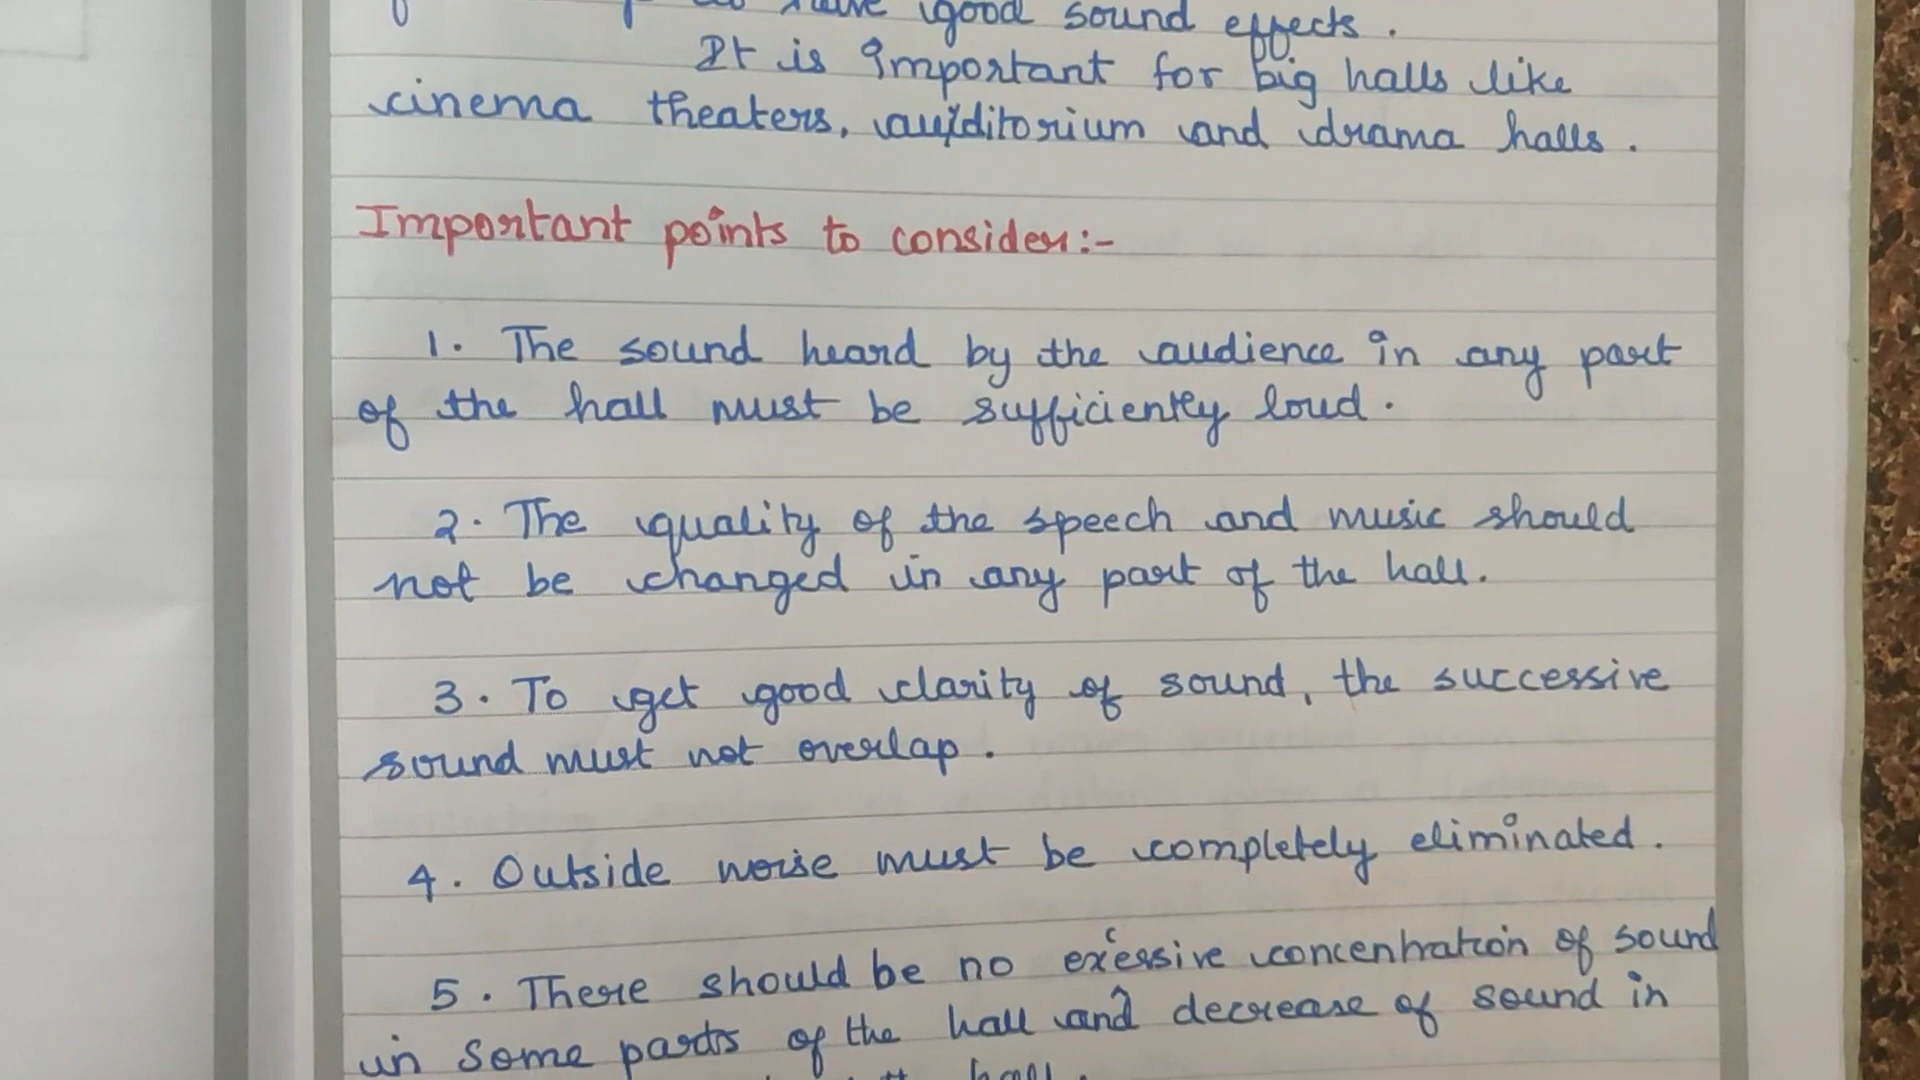 have good sound effects.
It is important for big halls like
cinema theaters, auditorium and drama halls.
Important points to consider:-
1. The sound heard by the audience in any part
of the hall must be sufficiently loud.
2. The quality of the speech and music should
not be changed in any part of the hall.
3. To get good clarity of sound, the successive
sound must not overlap.
4. Outside noise must be completely eliminated.
5. There should be no excessive concentration of sound
in some parts of the hall and decrease of sound in
hall.